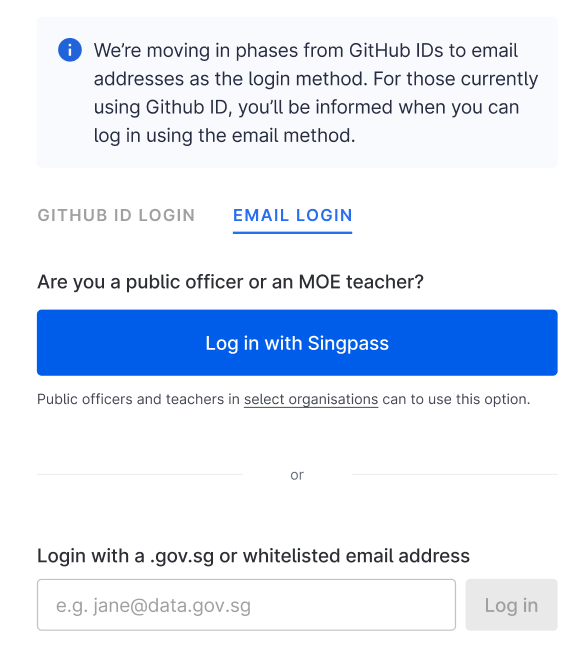 We’re moving in phases from GitHub IDs to email
addresses as the login method. For those currently
using Github ID, you’ll be informed when you can
log in using the email method.
GITHUB ID LOGIN EMAIL LOGIN
Are you a public officer or an MOE teacher?
Log in with Singpass
Public officers and teachers in select organisations can to use this option.
or
Login with a .gov.sg or whitelisted email address
e.g. jane@data.gov.sg Log in